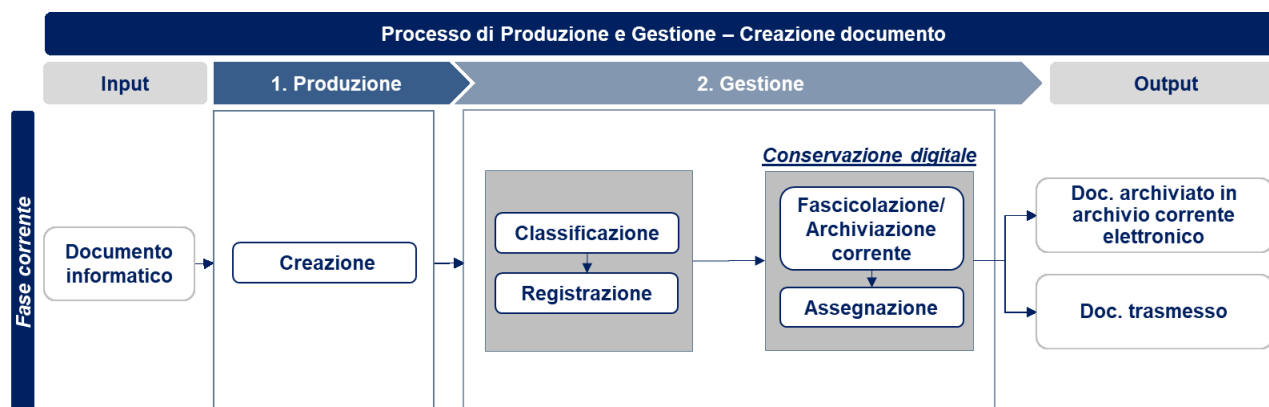 Processo di Produzione e Gestione – Creazione documento
Input
1. Produzione
2. Gestione
Output
Fase corrente
Documento
informatico
Creazione
Classificazione
Registrazione
Conservazione digitale
Fascicolazione/
Archiviazione
corrente
Assegnazione
Doc. archiviato in
archivio corrente
elettronico
Doc. trasmesso